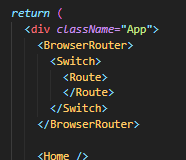 return (
<div className="App">
<BrowserRouter>
<Switch>
<Route>
</Route>
</Switch>
</BrowserRouter>
<Home />